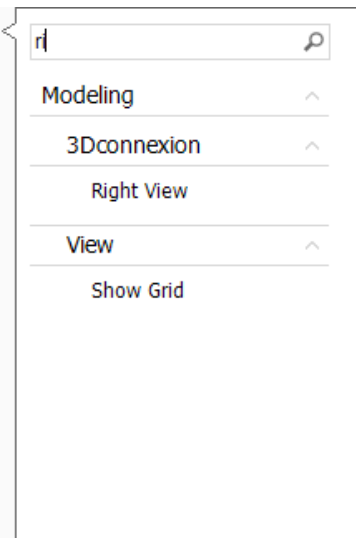 ri
Modeling
3Dconnexion
Right View
View
Show Grid